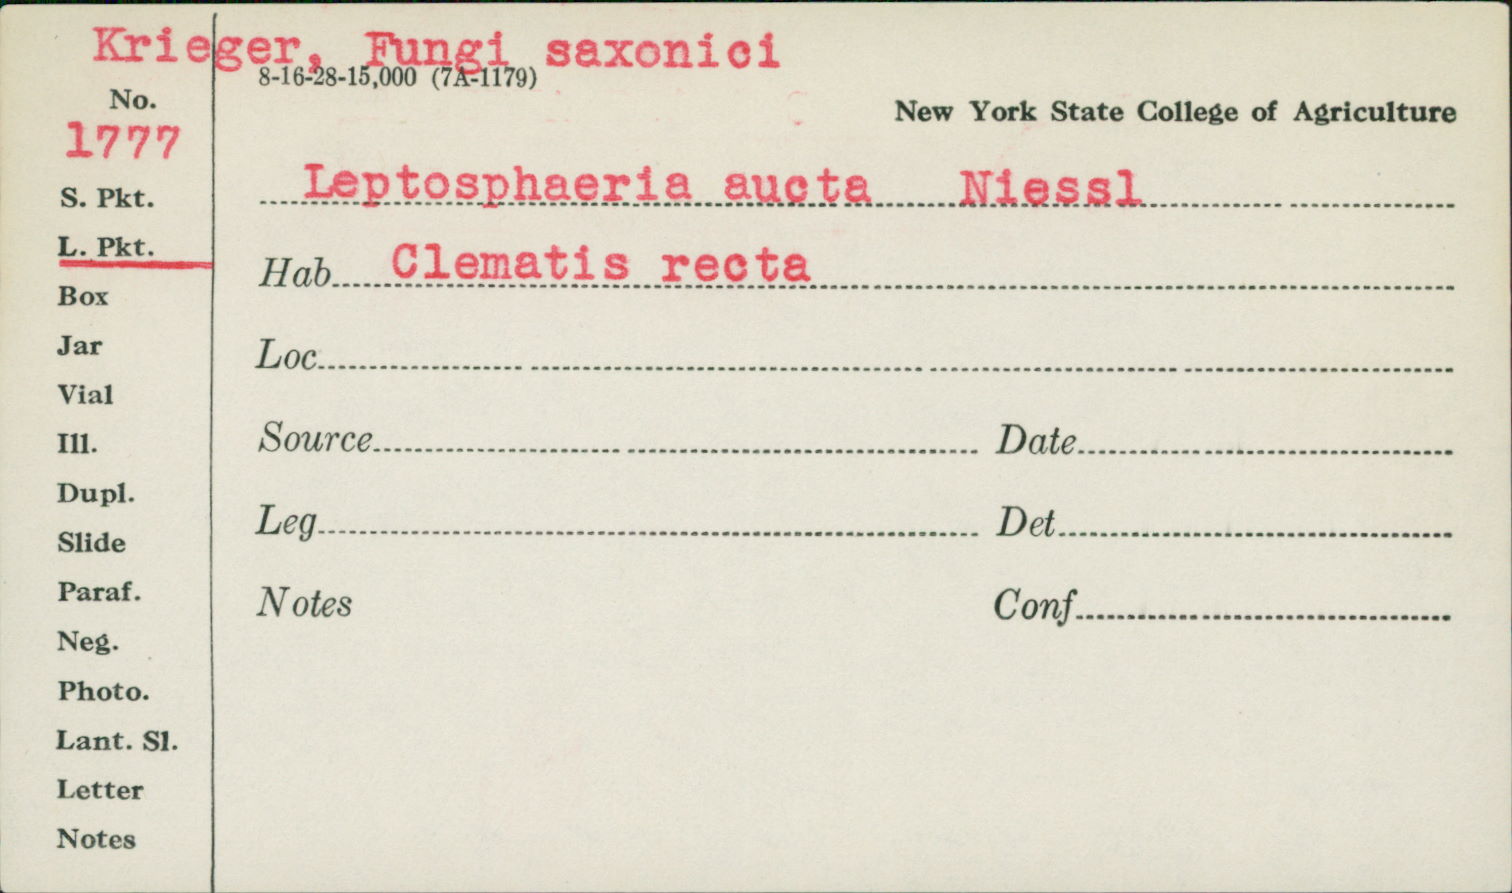 Krieger, Fungi saxonici
8-16-28-15,000 (7A-1179)
No.
1777
New York State College of Agriculture
S. Pkt.
Leptosphaeria aucta Niessl
L. Pkt.
Hab Clematis recta
Box
Jar
Loc
Vial
Ill.
Source Date
Dupl.
Slide
Leg Det
Paraf.
Notes Conf
Neg.
Photo.
Lant. Sl.
Letter
Notes